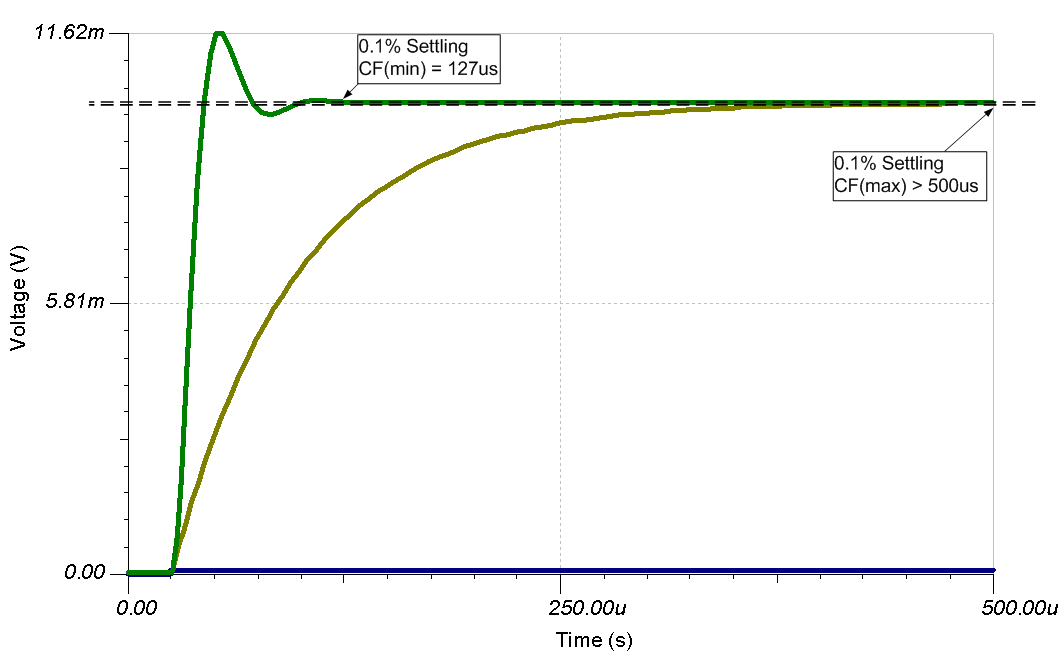 11.62m
0.1% Settling
CF(min) = 127us
0.1% Settling
CF(max) > 500us
Voltage (V)
5.81m
0.00
0.00
250.00u
500.00u
Time (s)